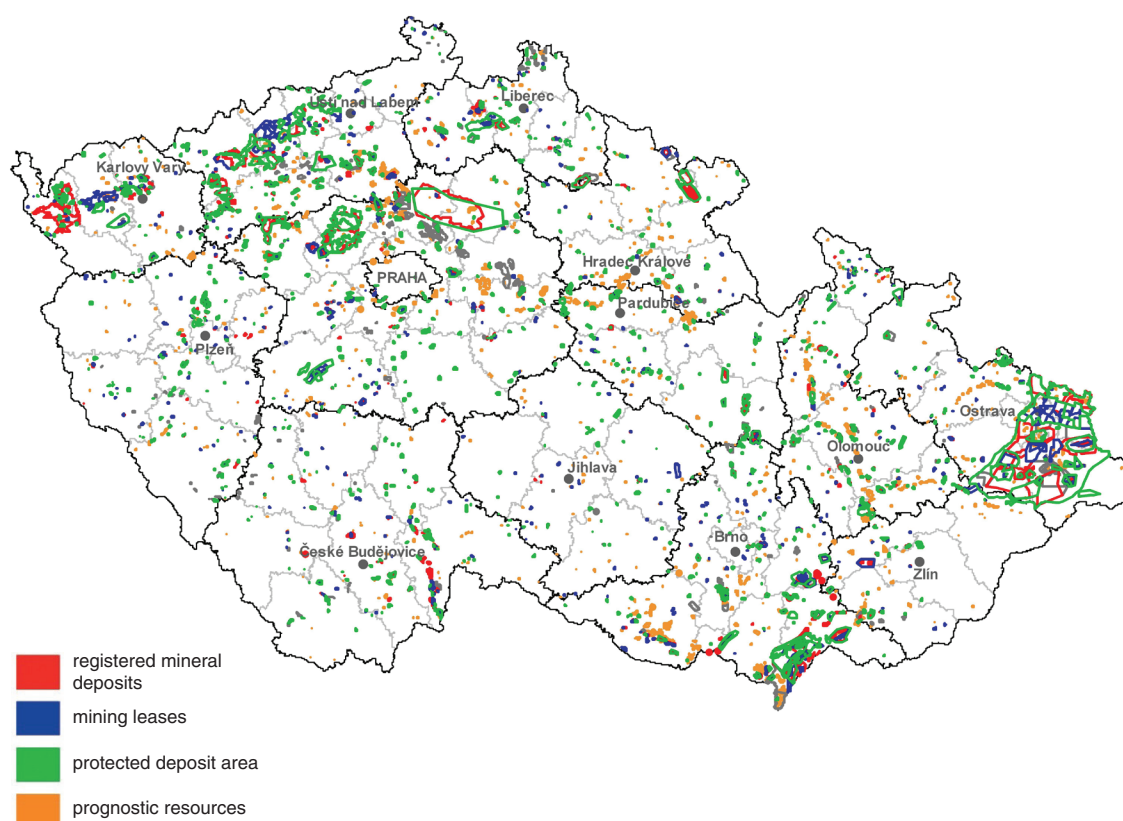 Ústí nad Labem
Liberec
Karlovy Vary
PRAHA
Hradec Králové
Pardubice
Plzeň
Ostrava
Olomouc
Jihlava
Brno
České Budějovice
Zlín
registered mineral
deposits
mining leases
protected deposit area
prognostic resources